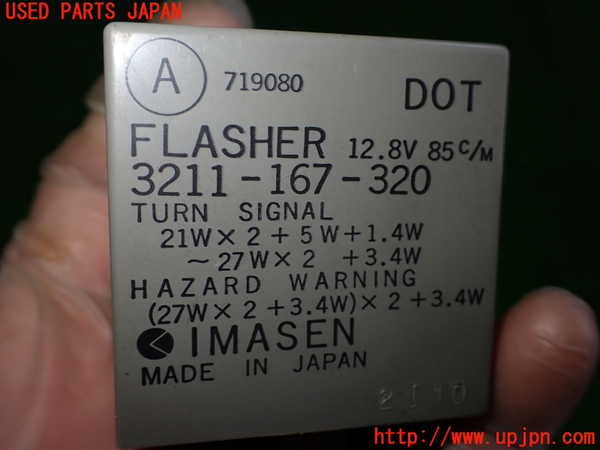 USED PARTS JAPAN
A 719080 DOT
FLASHER 12.8V 85 C/M
3211-167-320
TURN SIGNAL
21W×2+5W+1.4W
~27W×2 +3.4W
HAZARD WARNING
(27W×2+3.4W)×2+3.4W
IMASEN
MADE IN JAPAN
http://www.upjpn.com/